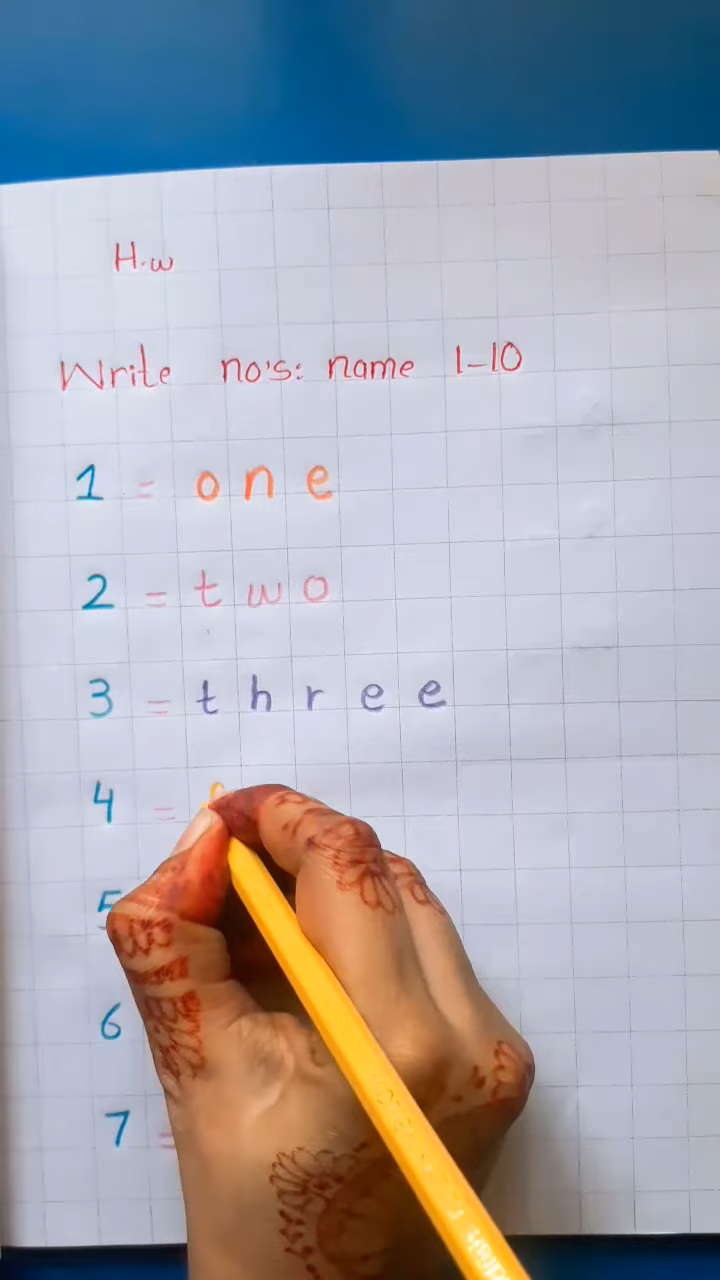 H.w
Write no's: name 1-10
1 = one
2 = two
3 = three
4 = f
5
6
7 =